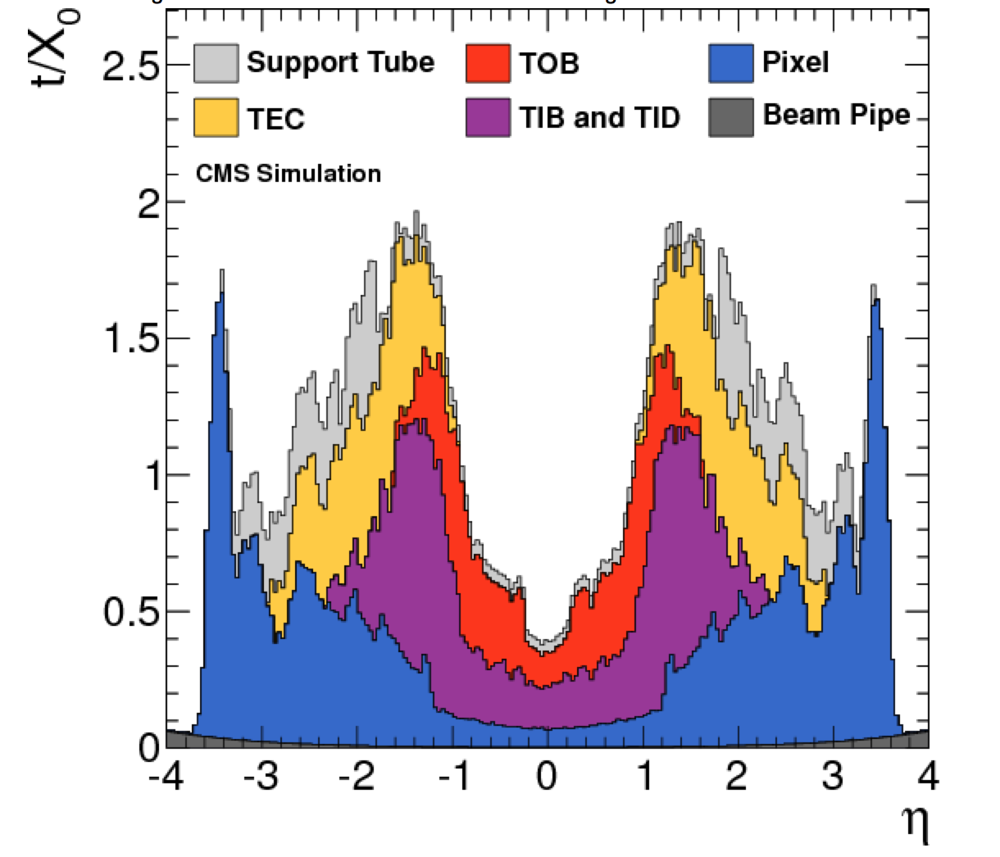 t/X0
2.5
2
1.5
1
0.5
0
Support Tube
TOB
Pixel
TEC
TIB and TID
Beam Pipe
CMS Simulation
-4 -3 -2 -1 0 1 2 3 4
η